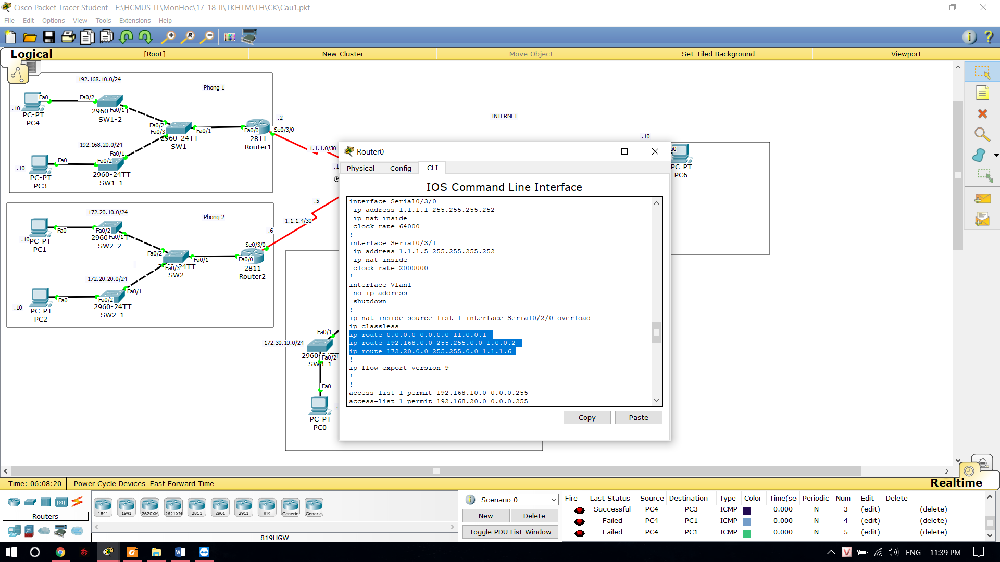 Cisco Packet Tracer Student - E:\HCMUS-IT\MonHoc\17-18-II\TKHTM\TH\CK\Cau1.pkt
File Edit Options View Tools Extensions Help
Logical [Root] New Cluster Move Object Set Tiled Background Viewport
192.168.10.0/24
Phong 1
Fa0 Fa0/2
.10
PC-PT
PC4
Fa0/1
SW1-2
Fa0/2
Fa0/3
Fa0/1
2960-24TT
SW1
Fa0/0
.2
Se0/3/0
2811
Router1
192.168.20.0/24
Fa0/1
Fa0 Fa0/2
.10
PC-PT
PC3
2960-24TT
SW1-1
1.1.1.0/30
INTERNET
.10
PC-PT
PC6
172.20.10.0/24
Phong 2
Fa0 Fa0/2
.10
PC-PT
PC1
Fa0/1
SW2-2
Fa0/2
Fa0/3
Fa0/1
SW2
Fa0/0
Se0/3/0
.6
2811
Router2
.5
1.1.1.4/30
172.20.20.0/24
Fa0/1
Fa0 Fa0/2
.10
PC-PT
PC2
2960-24TT
SW2-1
172.30.10.0/24
Fa0/1
Fa0/2
SW3-1
Fa0
PC-PT
PC0
Router0
Physical Config CLI
IOS Command Line Interface
interface Serial0/3/0
ip address 1.1.1.1 255.255.255.252
ip nat inside
clock rate 64000
!
interface Serial0/3/1
ip address 1.1.1.5 255.255.255.252
ip nat inside
clock rate 2000000
!
interface Vlan1
no ip address
shutdown
!
ip nat inside source list 1 interface Serial0/2/0 overload
ip classless
ip route 0.0.0.0 0.0.0.0 11.0.0.1
ip route 192.168.0.0 255.255.0.0 1.0.0.2
ip route 172.20.0.0 255.255.0.0 1.1.1.6
!
ip flow-export version 9
!
!
access-list 1 permit 192.168.10.0 0.0.0.255
access-list 1 permit 192.168.20.0 0.0.0.255
Copy Paste
Time: 06:08:20 Power Cycle Devices Fast Forward Time Realtime
Routers
1841 1941 2620XM 2621XM 2811 2901 2911 819 Generic Generic
819HGW
Scenario 0
New Delete
Toggle PDU List Window
Fire Last Status Source Destination Type Color Time(sec Periodic Num Edit Delete
Successful PC4 PC3 ICMP 0.000 N 3 (edit) (delete)
Failed PC4 PC1 ICMP 0.000 N 4 (edit) (delete)
Failed PC4 PC1 ICMP 0.000 N 5 (edit) (delete)
ENG 11:39 PM